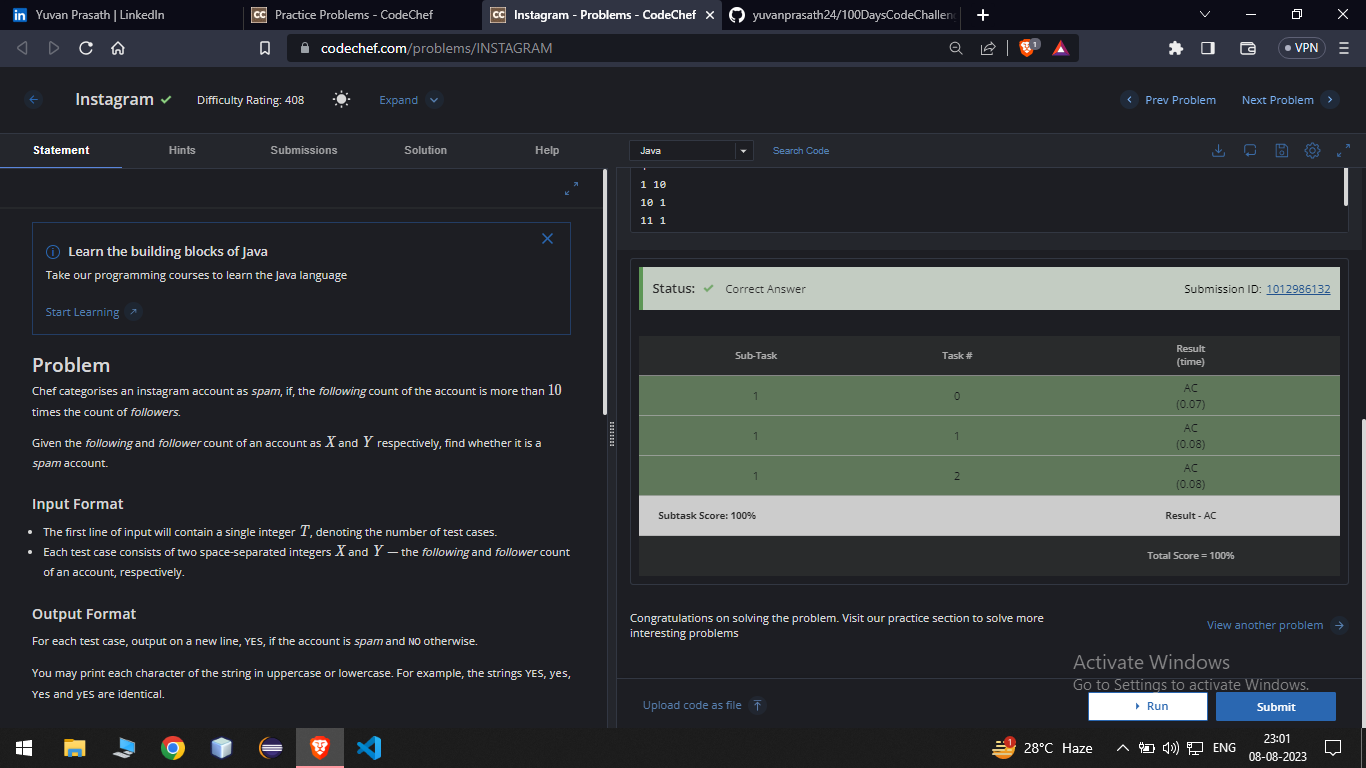 Yuvan Prasath | LinkedIn
Practice Problems - CodeChef
Instagram - Problems - CodeChef
yuvanprasath24/100DaysCodeChalleng
codechef.com/problems/INSTAGRAM
VPN
Instagram
Difficulty Rating: 408
Expand
Prev Problem
Next Problem
Statement
Hints
Submissions
Solution
Help
Java
Search Code
Learn the building blocks of Java
Take our programming courses to learn the Java language
Start Learning
Problem
Chef categorises an instagram account as spam, if, the following count of the account is more than 10
times the count of followers.
Given the following and follower count of an account as X and Y respectively, find whether it is a
spam account.
Input Format
• The first line of input will contain a single integer T, denoting the number of test cases.
• Each test case consists of two space-separated integers X and Y — the following and follower count
of an account, respectively.
Output Format
For each test case, output on a new line, YES, if the account is spam and NO otherwise.
You may print each character of the string in uppercase or lowercase. For example, the strings YES, yes,
Yes and yES are identical.
1 10
10 1
11 1
Status: Correct Answer
Submission ID: 1012986132
Sub-Task
Task #
Result
(time)
1 0 AC
(0.07)
1 1 AC
(0.08)
1 2 AC
(0.08)
Subtask Score: 100%
Result - AC
Total Score = 100%
Congratulations on solving the problem. Visit our practice section to solve more
interesting problems
View another problem
Activate Windows
Go to Settings to activate Windows.
Upload code as file
Run
Submit
1
28°C Haze
ENG
23:01
08-08-2023